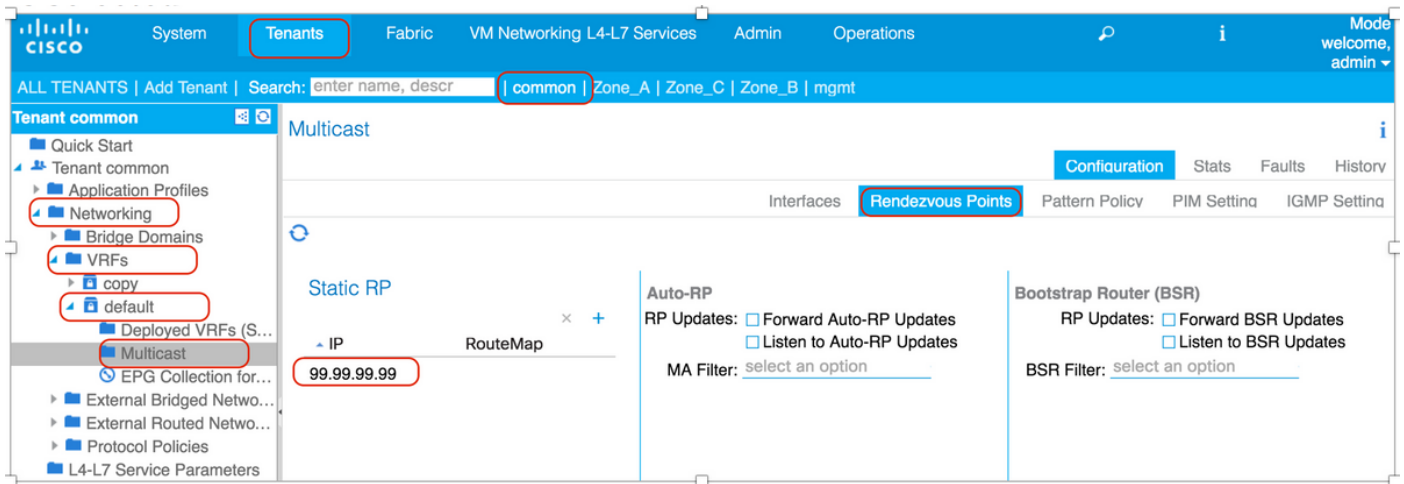 CISCO
System Tenants Fabric VM Networking L4-L7 Services Admin Operations i Mode
welcome,
admin
ALL TENANTS | Add Tenant | Search: enter name, descr | common | Zone_A | Zone_C | Zone_B | mgmt
Tenant common
Quick Start
Tenant common
Application Profiles
Networking
Bridge Domains
VRFs
copy
default
Deployed VRFs (S...
Multicast
EPG Collection for...
External Bridged Netwo...
External Routed Netwo...
Protocol Policies
L4-L7 Service Parameters
Multicast i
Configuration Stats Faults History
Interfaces Rendezvous Points Pattern Policy PIM Setting IGMP Setting
Static RP
× +
IP RouteMap
99.99.99.99
Auto-RP
RP Updates: Forward Auto-RP Updates
Listen to Auto-RP Updates
MA Filter: select an option
Bootstrap Router (BSR)
RP Updates: Forward BSR Updates
Listen to BSR Updates
BSR Filter: select an option